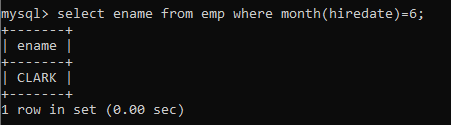 mysql> select ename from emp where month(hiredate)=6;
+-------+
| ename |
+-------+
| CLARK |
+-------+
1 row in set (0.00 sec)